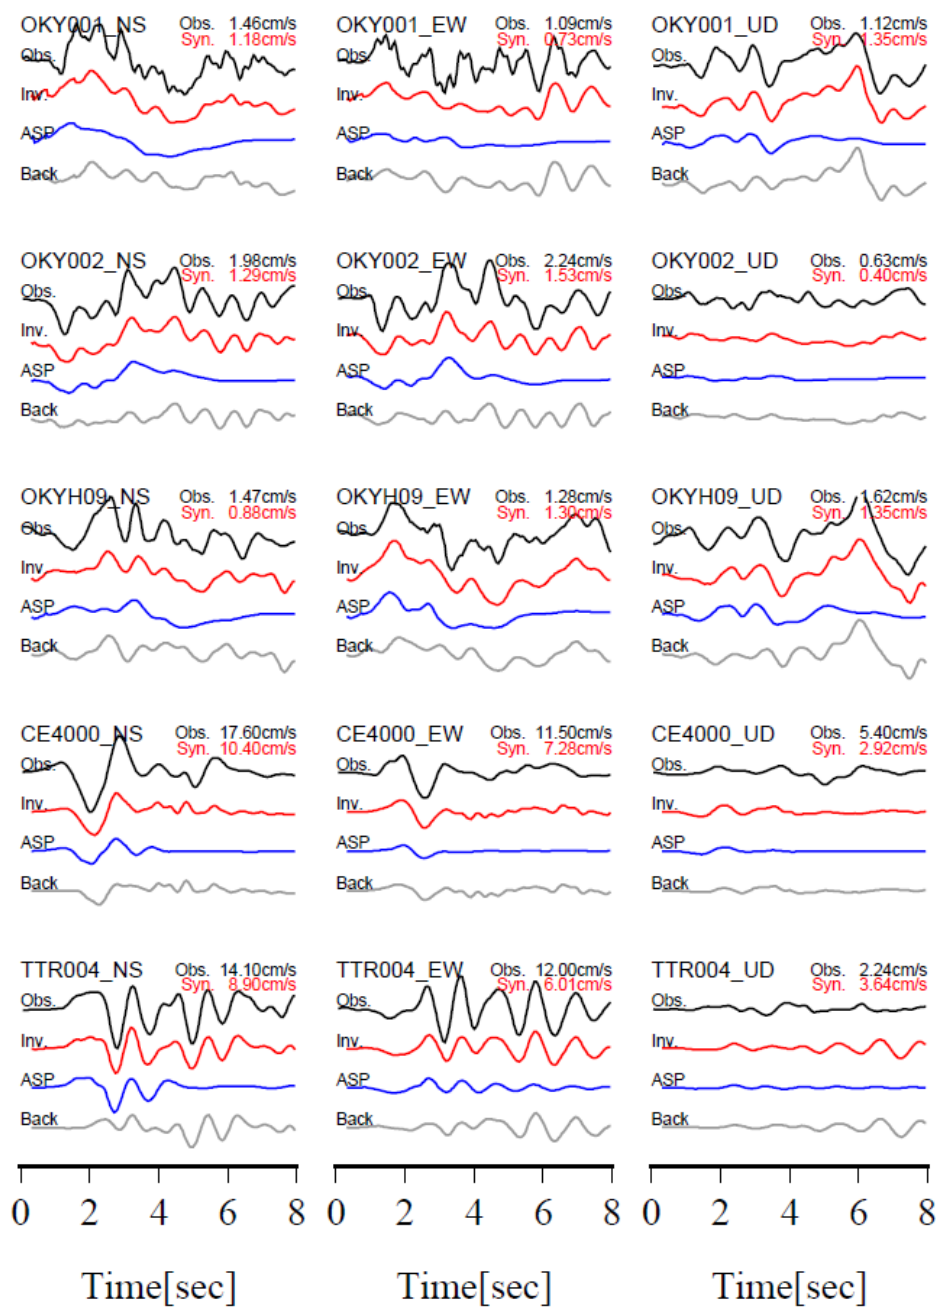 OKY001_NS Obs. 1.46cm/s
Syn. 1.18cm/s
Obs.
Inv.
ASP
Back
OKY001_EW Obs. 1.09cm/s
Syn. 0.73cm/s
Obs.
Inv.
ASP
Back
OKY001_UD Obs. 1.12cm/s
Syn. 1.35cm/s
Obs.
Inv.
ASP
Back
OKY002_NS Obs. 1.98cm/s
Syn. 1.29cm/s
Obs.
Inv.
ASP
Back
OKY002_EW Obs. 2.24cm/s
Syn. 1.53cm/s
Obs.
Inv.
ASP
Back
OKY002_UD Obs. 0.63cm/s
Syn. 0.40cm/s
Obs.
Inv.
ASP
Back
OKYH09_NS Obs. 1.47cm/s
Syn. 0.88cm/s
Obs.
Inv.
ASP
Back
OKYH09_EW Obs. 1.28cm/s
Syn. 1.30cm/s
Obs.
Inv.
ASP
Back
OKYH09_UD Obs. 1.62cm/s
Syn. 1.35cm/s
Obs.
Inv.
ASP
Back
CE4000_NS Obs. 17.60cm/s
Syn. 10.40cm/s
Obs.
Inv.
ASP
Back
CE4000_EW Obs. 11.50cm/s
Syn. 7.28cm/s
Obs.
Inv.
ASP
Back
CE4000_UD Obs. 5.40cm/s
Syn. 2.92cm/s
Obs.
Inv.
ASP
Back
TTR004_NS Obs. 14.10cm/s
Syn. 8.90cm/s
Obs.
Inv.
ASP
Back
TTR004_EW Obs. 12.00cm/s
Syn. 6.01cm/s
Obs.
Inv.
ASP
Back
TTR004_UD Obs. 2.24cm/s
Syn. 3.64cm/s
Obs.
Inv.
ASP
Back
0 2 4 6 8
Time[sec]
0 2 4 6 8
Time[sec]
0 2 4 6 8
Time[sec]